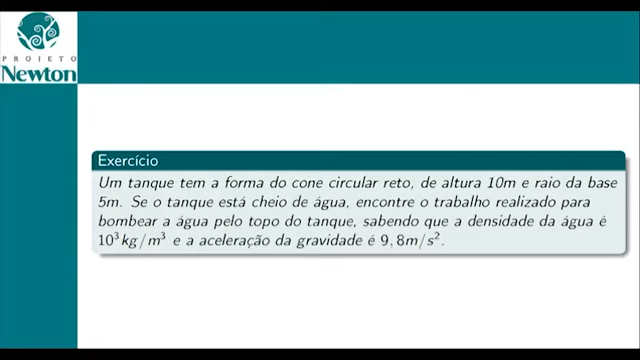 PROJETO
Newton
Exercício
Um tanque tem a forma do cone circular reto, de altura 10m e raio da base
5m. Se o tanque está cheio de água, encontre o trabalho realizado para
bombear a água pelo topo do tanque, sabendo que a densidade da água é
10³kg/m³ e a aceleração da gravidade é 9,8m/s².